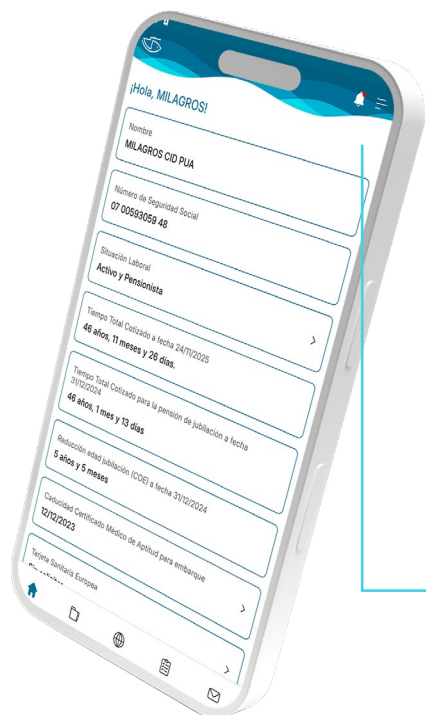 ¡Hola, MILAGROS!
Nombre
MILAGROS CID PUA
Número de Seguridad Social
07 00593059 48
Situación Laboral
Activo y Pensionista
Tiempo Total Cotizado a fecha 24/11/2025
46 años, 11 meses y 26 días.
Tiempo Total Cotizado para la pensión de jubilación a fecha
31/12/2024
46 años, 1 mes y 13 días
Reducción edad jubilación (COE) a fecha 31/12/2024
5 años y 5 meses
Caducidad Certificado Médico de Aptitud para embarque
12/12/2023
Tarjeta Sanitaria Europea